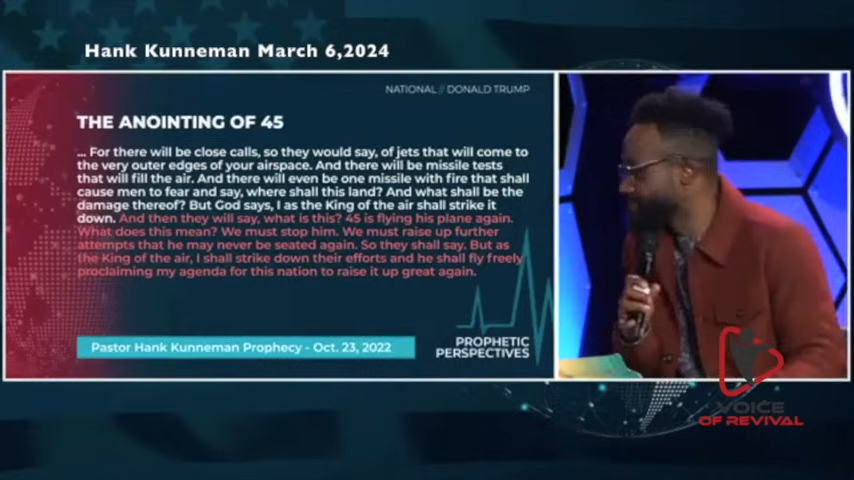 Hank Kunneman March 6,2024
NATIONAL // DONALD TRUMP
THE ANOINTING OF 45
... For there will be close calls, so they would say, of jets that will come to
the very outer edges of your airspace. And there will be missile tests
that will fill the air. And there will even be one missile with fire that shall
cause men to fear and say, where shall this land? And what shall be the
damage thereof? But God says, I as the King of the air shall strike it
down. And then they will say, what is this? 45 is flying his plane again.
What does this mean? We must stop him. We must raise up further
attempts that he may never be seated again. So they shall say. But as
the King of the air, I shall strike down their efforts and he shall fly freely
proclaiming my agenda for this nation to raise it up great again.
Pastor Hank Kunneman Prophecy - Oct. 23, 2022
PROPHETIC
PERSPECTIVES
VOICE
OF REVIVAL